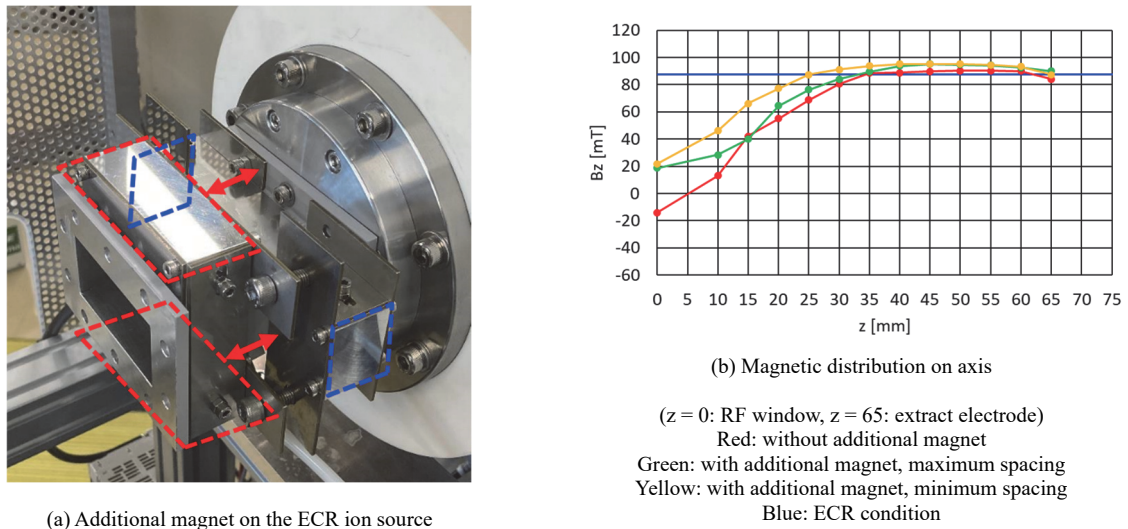 120
100
80
60
40
20
0
-20
-40
-60
Bz [mT]
0 5 10 15 20 25 30 35 40 45 50 55 60 65 70 75
z [mm]
(b) Magnetic distribution on axis
(z = 0: RF window, z = 65: extract electrode)
Red: without additional magnet
Green: with additional magnet, maximum spacing
Yellow: with additional magnet, minimum spacing
Blue: ECR condition
(a) Additional magnet on the ECR ion source